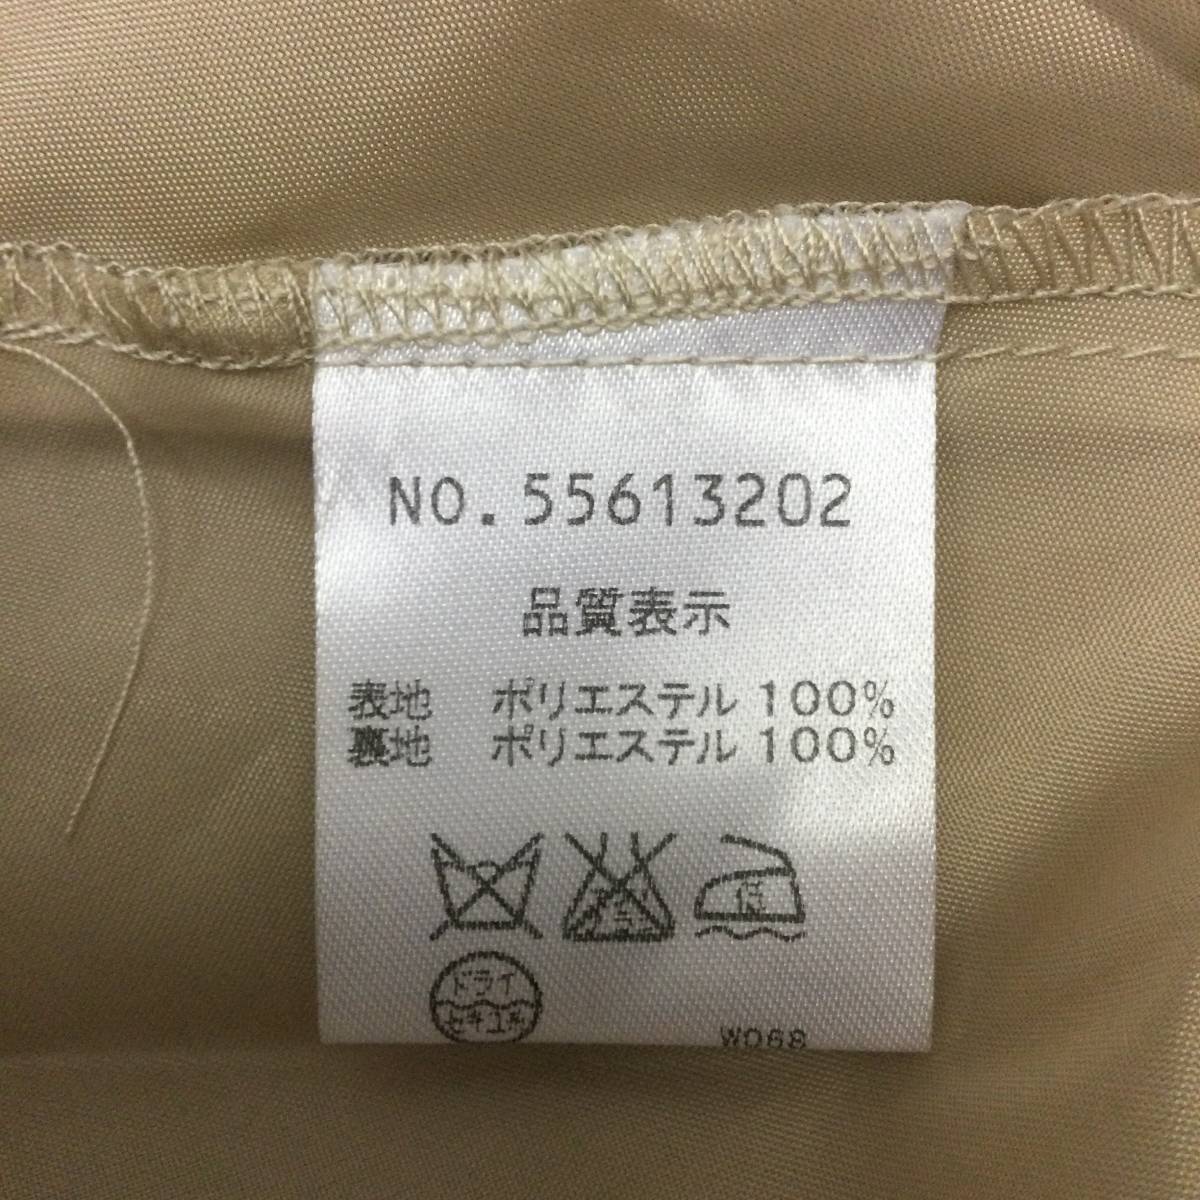 NO.55613202
品質表示
表地 ポリエステル 100%
裏地 ポリエステル 100%
低
ドライ
セキユ系
W068